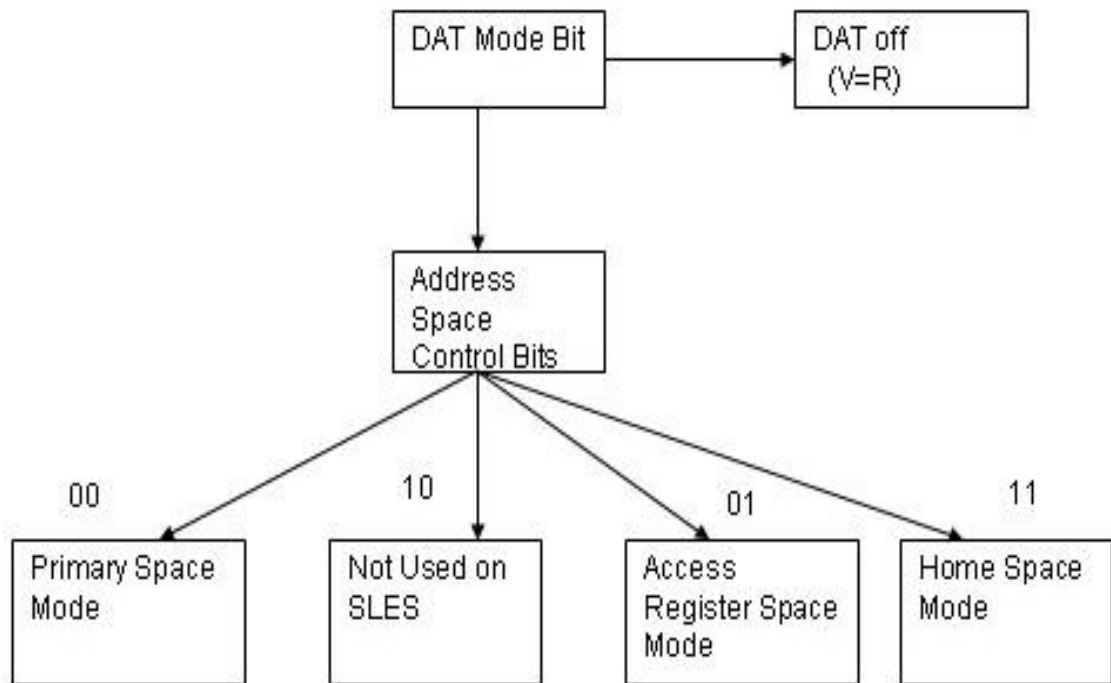 DAT Mode Bit
DAT off
(V=R)
Address
Space
Control Bits
00
10
01
11
Primary Space
Mode
Not Used on
SLES
Access
Register Space
Mode
Home Space
Mode